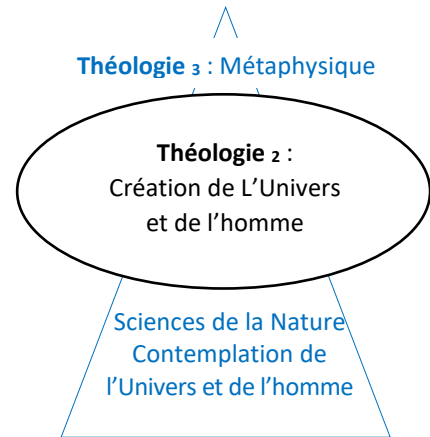 Théologie 3 : Métaphysique
Théologie 2 :
Création de L’Univers
et de l’homme
Sciences de la Nature
Contemplation de
l’Univers et de l’homme